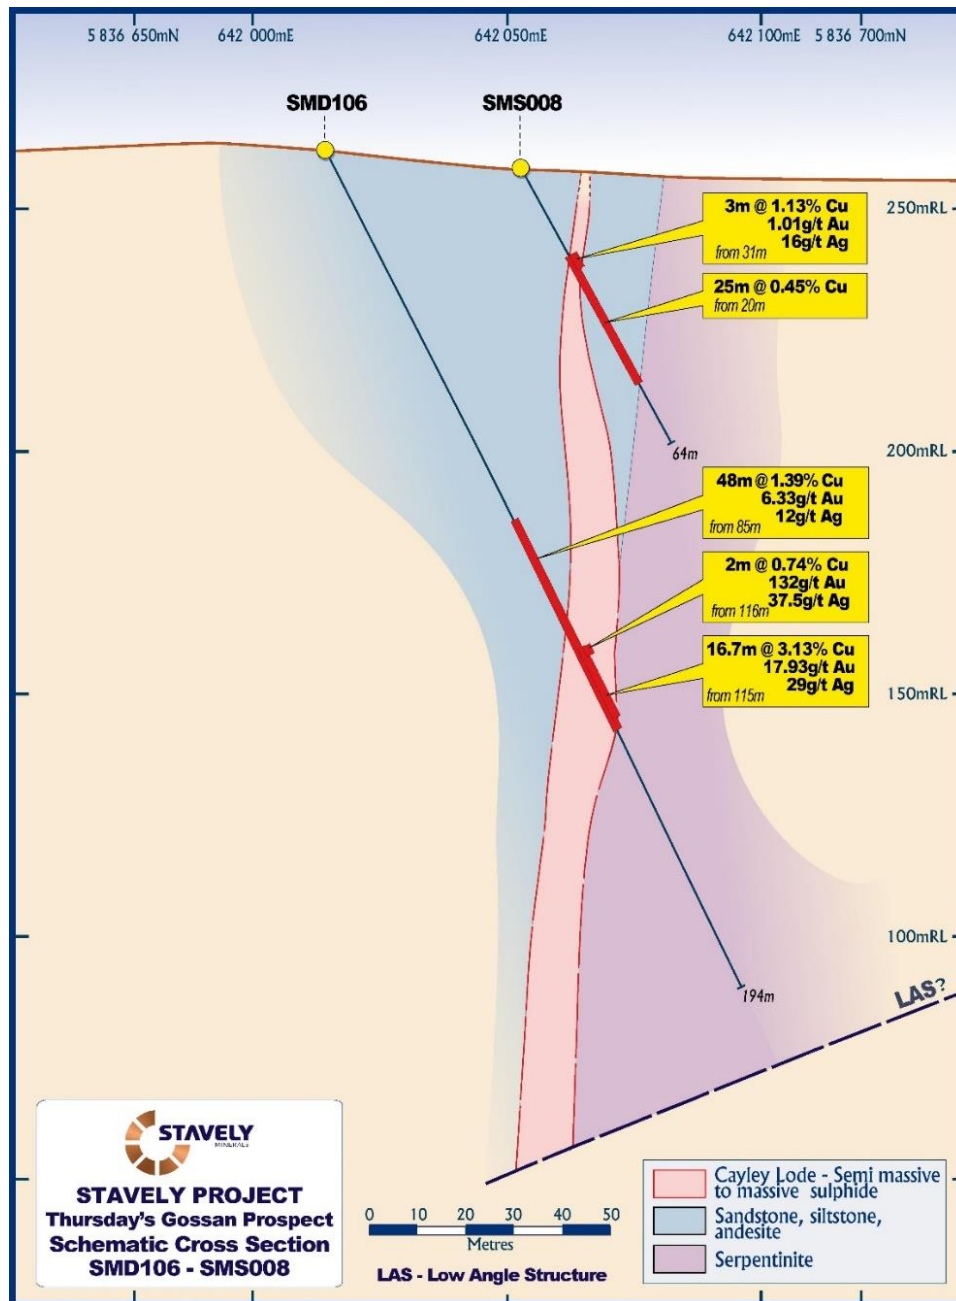 5 836 650mN 642 000mE 642 050mE 642 100mE 5 836 700mN
SMD106 SMS008
3m @ 1.13% Cu
1.01g/t Au
16g/t Ag
from 31m
250mRL
25m @ 0.45% Cu
from 20m
200mRL
64m
48m @ 1.39% Cu
6.33g/t Au
12g/t Ag
from 85m
2m @ 0.74% Cu
132g/t Au
37.5g/t Ag
from 116m
16.7m @ 3.13% Cu
17.93g/t Au
29g/t Ag
from 115m
150mRL
100mRL
194m
LAS?
STAVELY
MINERALS
STAVELY PROJECT
Thursday's Gossan Prospect
Schematic Cross Section
SMD106 - SMS008
0 10 20 30 40 50
Metres
LAS - Low Angle Structure
Cayley Lode - Semi massive
to massive sulphide
Sandstone, siltstone,
andesite
Serpentinite